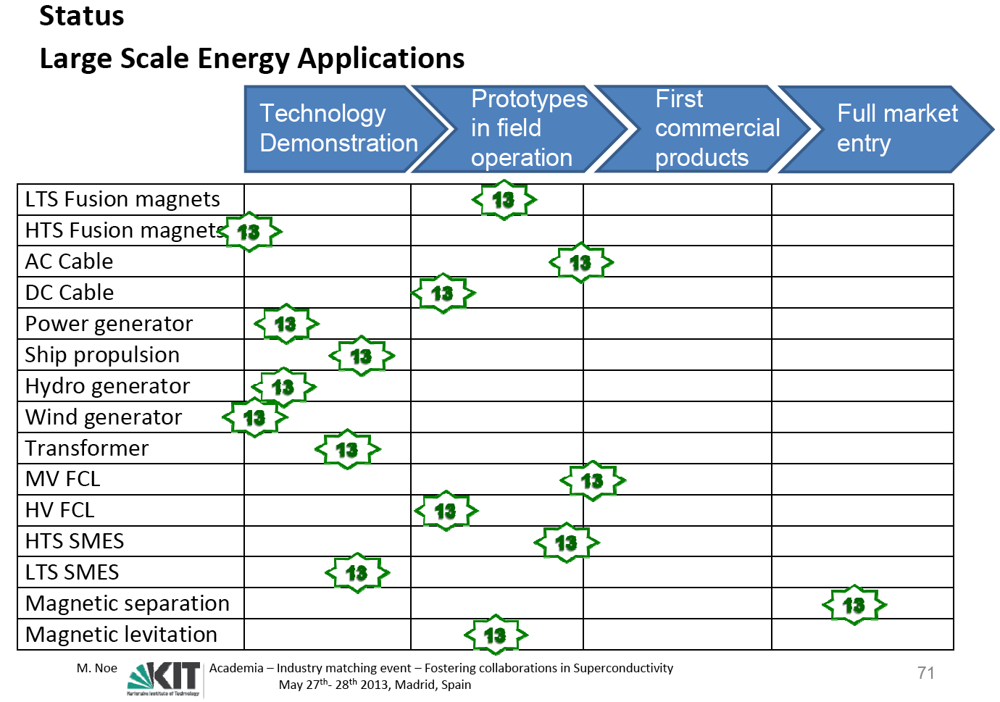 Status
Large Scale Energy Applications
Technology
Demonstration
Prototypes
in field
operation
First
commercial
products
Full market
entry
LTS Fusion magnets 13
HTS Fusion magnets 13
AC Cable 13
DC Cable 13
Power generator 13
Ship propulsion 13
Hydro generator 13
Wind generator 13
Transformer 13
MV FCL 13
HV FCL 13
HTS SMES 13
LTS SMES 13
Magnetic separation 13
Magnetic levitation 13
M. Noe
KIT
Karlsruhe Institute of Technology
Academia – Industry matching event – Fostering collaborations in Superconductivity
May 27th- 28th 2013, Madrid, Spain
71